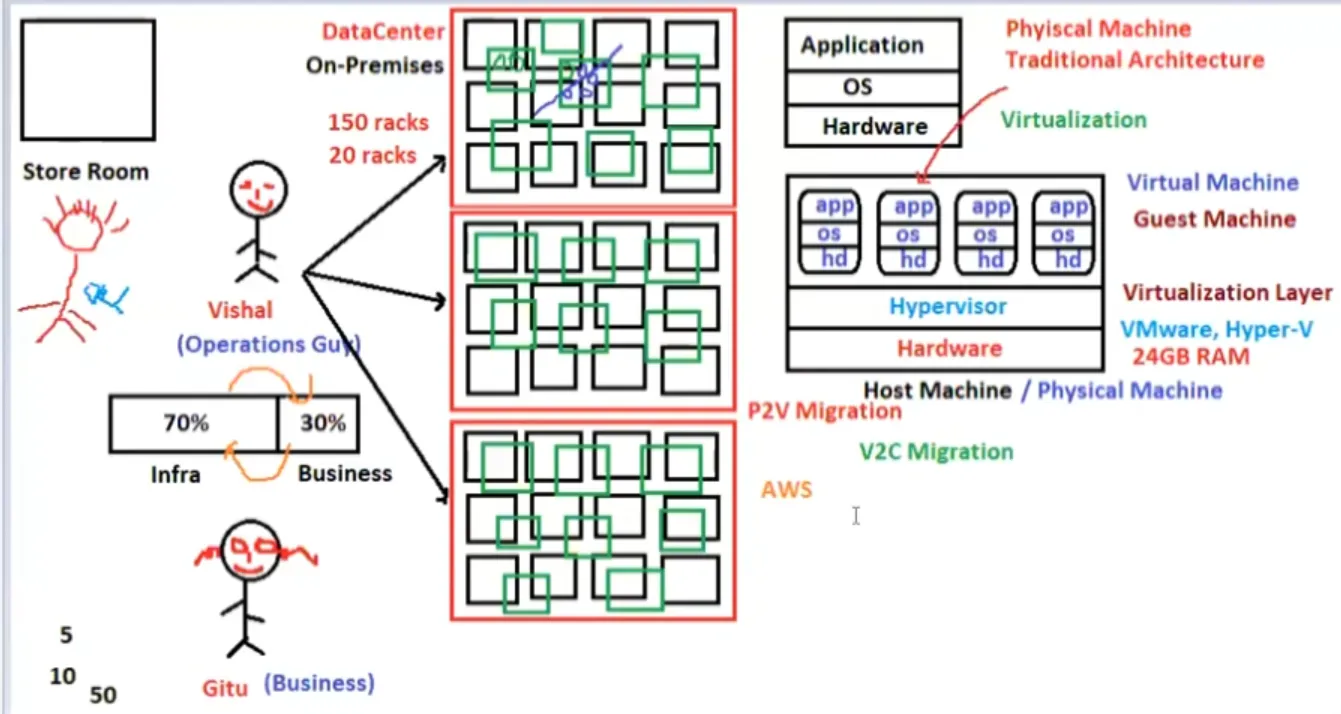 Store Room
Vishal
(Operations Guy)
70%
30%
Infra
Business
Gitu (Business)
5
10
50
DataCenter
On-Premises
150 racks
20 racks
Application
OS
Hardware
Phyiscal Machine
Traditional Architecture
Virtualization
app
os
hd
app
os
hd
app
os
hd
app
os
hd
Hypervisor
Hardware
Virtual Machine
Guest Machine
Virtualization Layer
VMware, Hyper-V
24GB RAM
Host Machine / Physical Machine
P2V Migration
V2C Migration
AWS